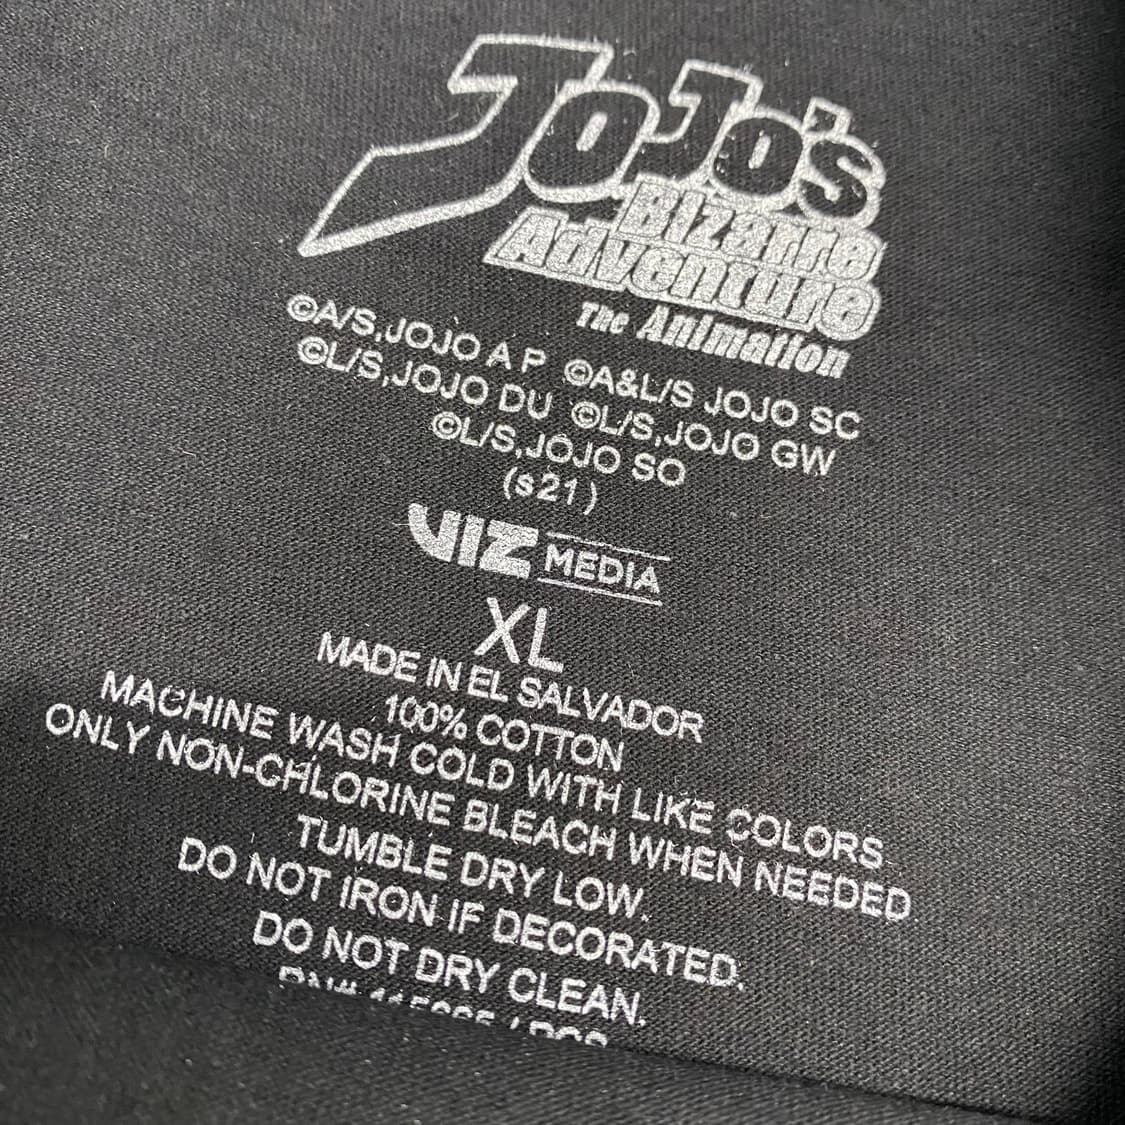 JoJo's
Bizarre
Adventure
The Animation
©A/S,JOJO A P ©A&L/S JOJO SC
©L/S,JOJO DU ©L/S,JOJO GW
©L/S,JOJO SO
(s21)
VIZ MEDIA
XL
MADE IN EL SALVADOR
100% COTTON
MACHINE WASH COLD WITH LIKE COLORS
ONLY NON-CHLORINE BLEACH WHEN NEEDED
TUMBLE DRY LOW.
DO NOT IRON IF DECORATED.
DO NOT DRY CLEAN.
RN#